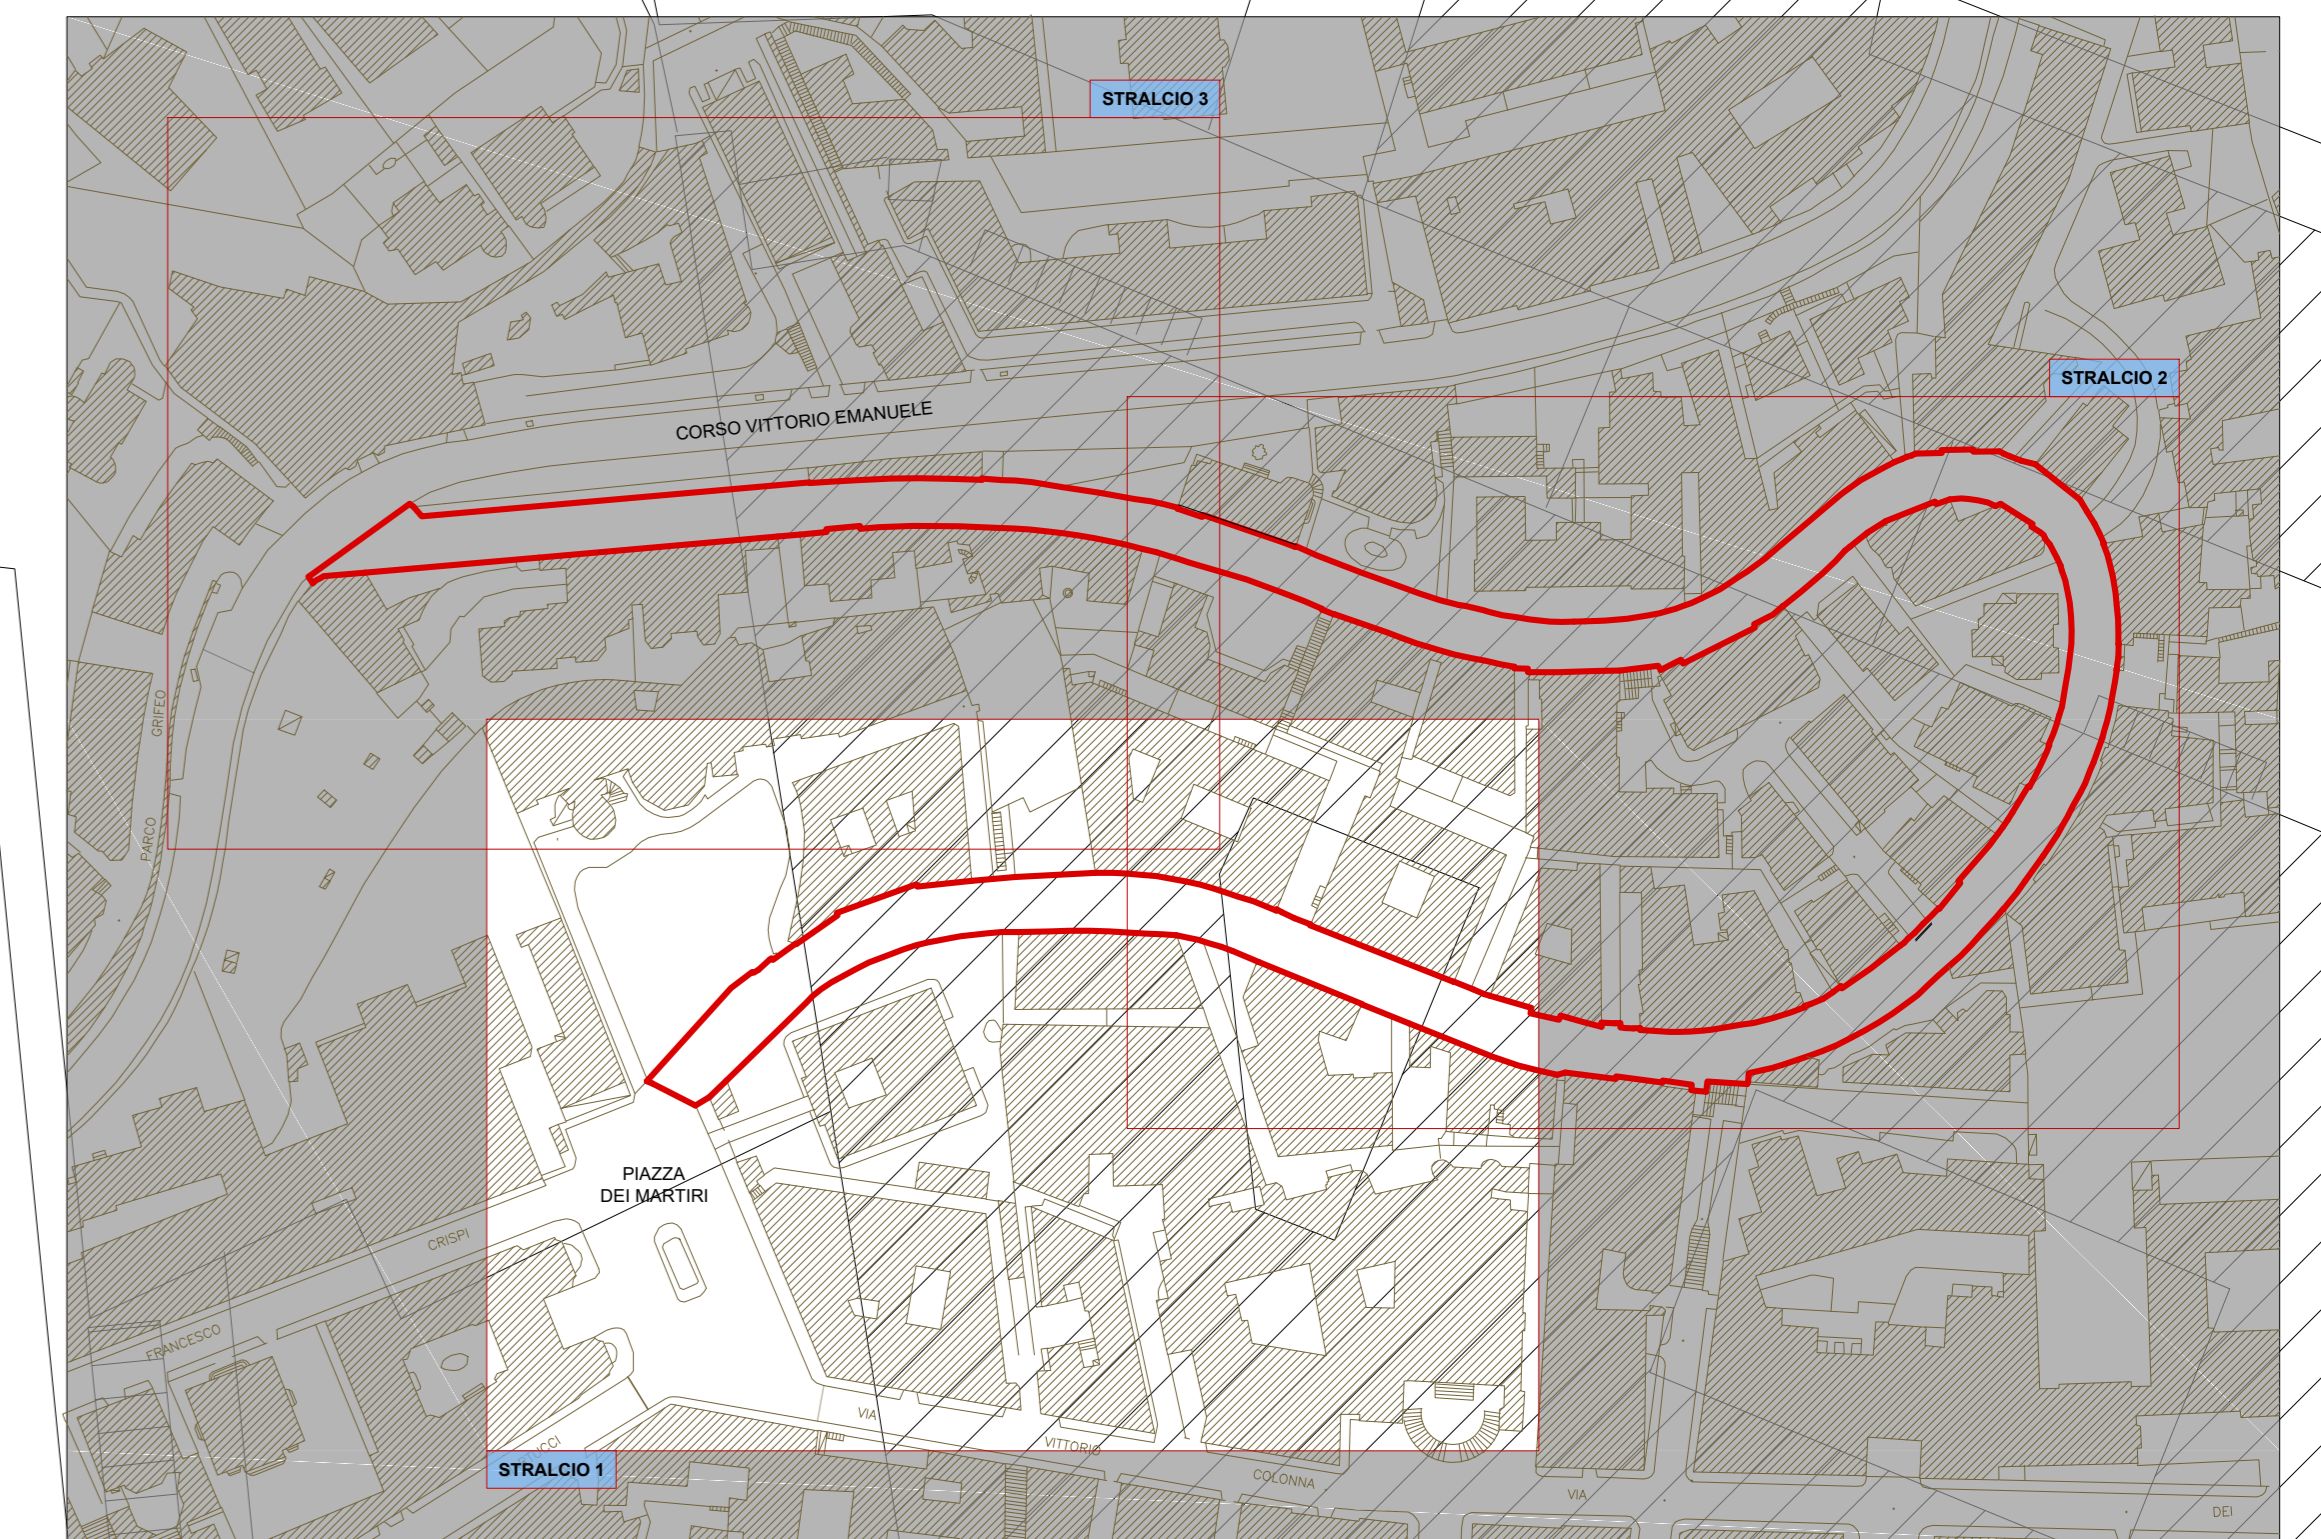 STRALCIO 3
STRALCIO 2
CORSO VITTORIO EMANUELE
GRIFEO
PARCO
PIAZZA
DEI MARTIRI
CRISPI
FRANCESCO
VIA
VITTORIO
COLONNA
VIA
DEI
STRALCIO 1